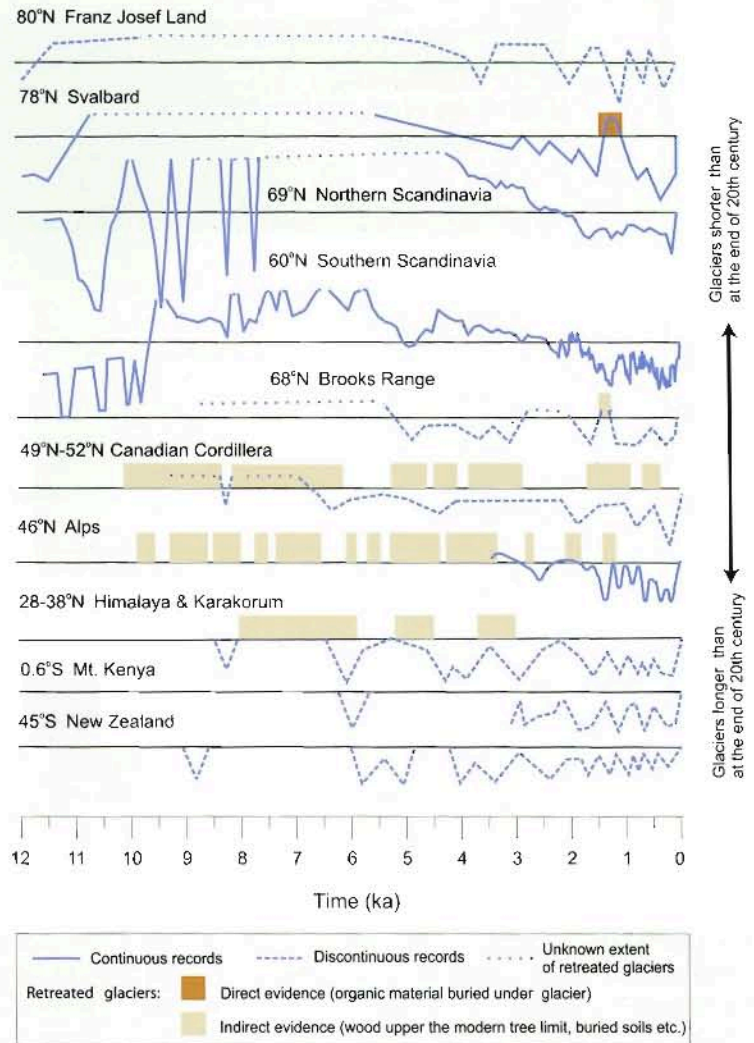 80°N Franz Josef Land
78°N Svalbard
69°N Northern Scandinavia
60°N Southern Scandinavia
68°N Brooks Range
49°N-52°N Canadian Cordillera
46°N Alps
28-38°N Himalaya & Karakorum
0.6°S Mt. Kenya
45°S New Zealand
Glaciers shorter than
at the end of 20th century
Glaciers longer than
at the end of 20th century
12 11 10 9 8 7 6 5 4 3 2 1 0
Time (ka)
Continuous records
Discontinuous records
Unknown extent
of retreated glaciers
Retreated glaciers:
Direct evidence (organic material buried under glacier)
Indirect evidence (wood upper the modern tree limit, buried soils etc.)